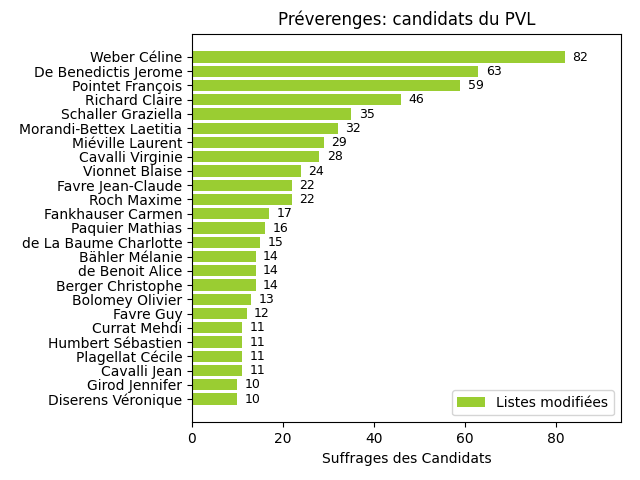 Préverenges: candidats du PVL
Weber Céline 82
De Benedictis Jerome 63
Pointet François 59
Richard Claire 46
Schaller Graziella 35
Morandi-Bettex Laetitia 32
Miéville Laurent 29
Cavalli Virginie 28
Vionnet Blaise 24
Favre Jean-Claude 22
Roch Maxime 22
Fankhauser Carmen 17
Paquier Mathias 16
de La Baume Charlotte 15
Bähler Mélanie 14
de Benoit Alice 14
Berger Christophe 14
Bolomey Olivier 13
Favre Guy 12
Currat Mehdi 11
Humbert Sébastien 11
Plagellat Cécile 11
Cavalli Jean 11
Girod Jennifer 10
Diserens Véronique 10
Listes modifiées
0 20 40 60 80
Suffrages des Candidats